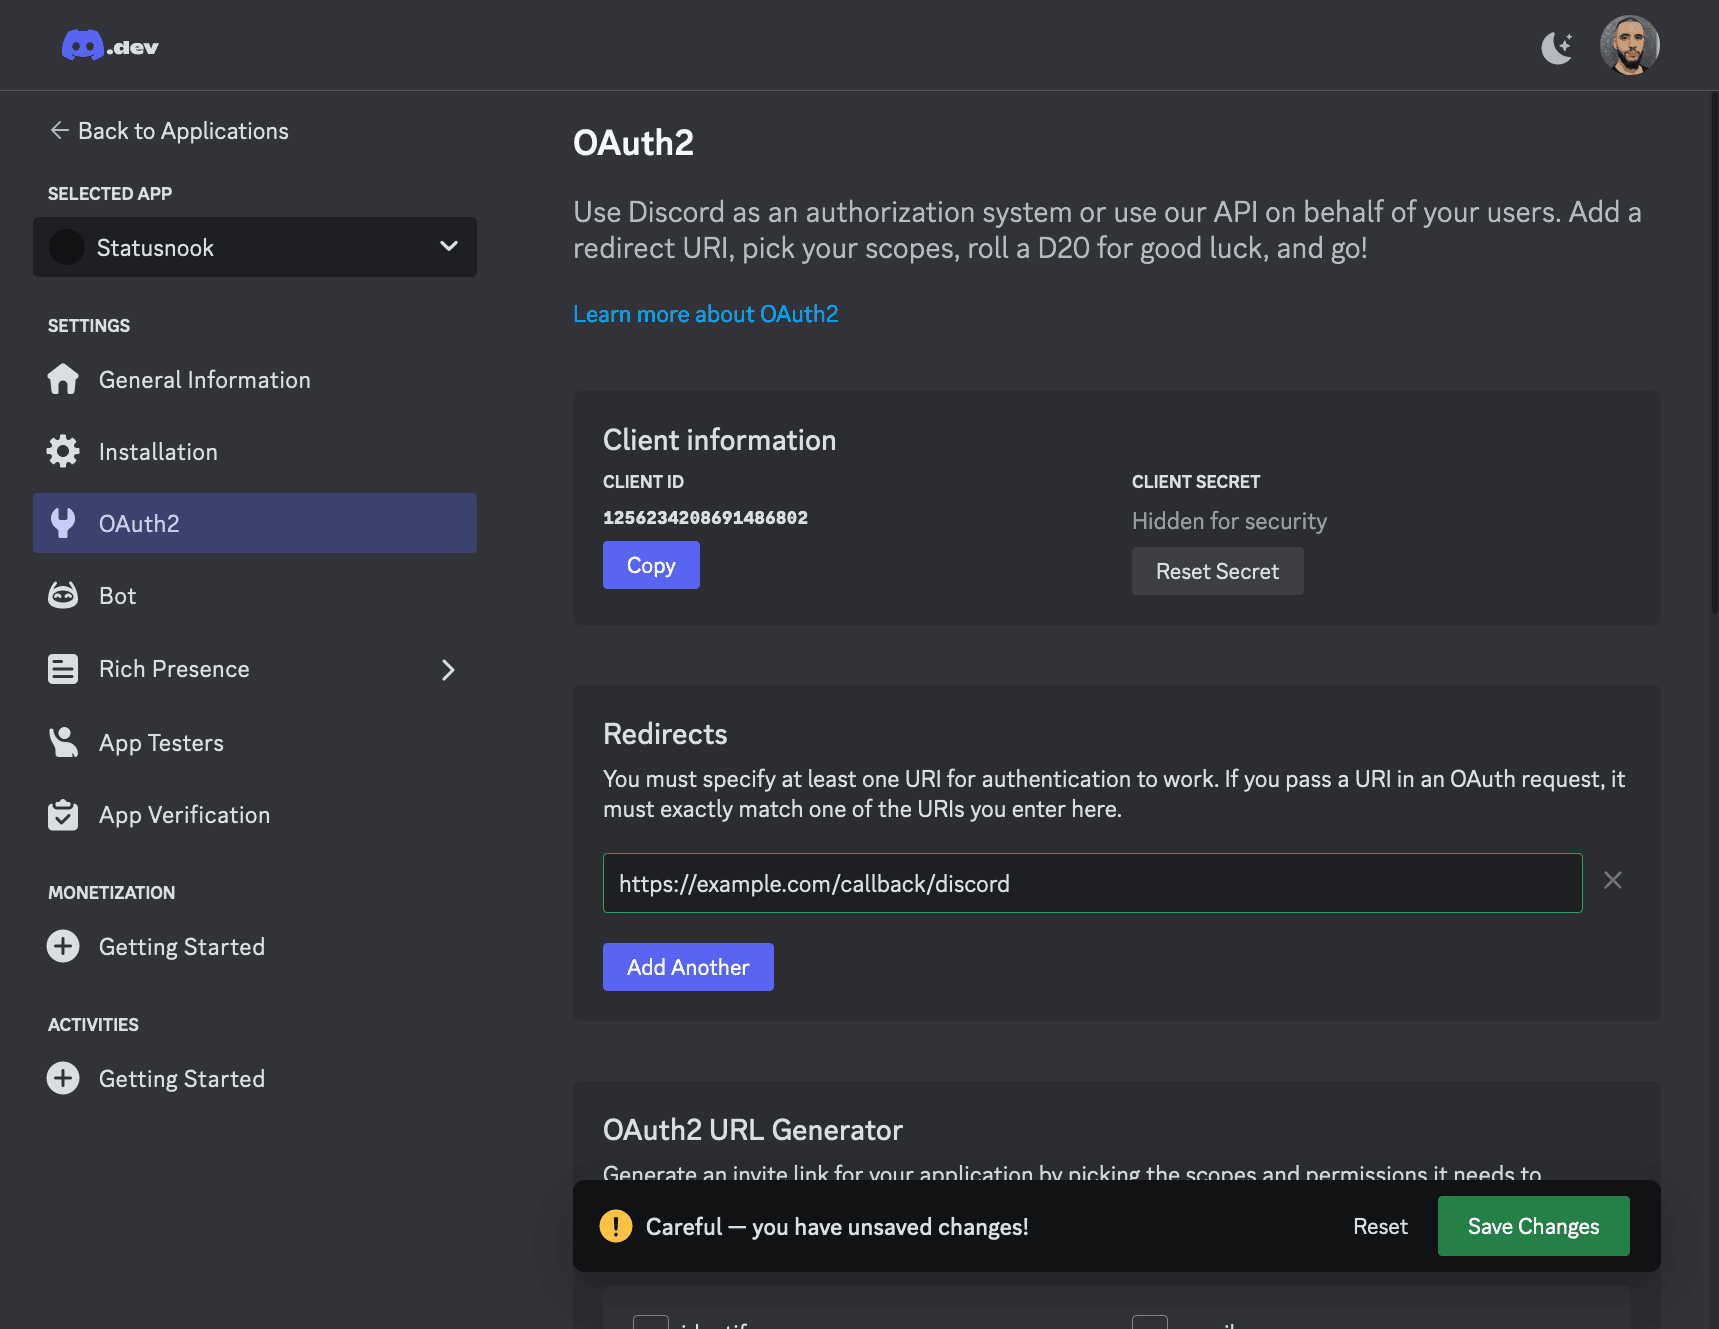 .dev
Back to Applications
SELECTED APP
Statusnook
SETTINGS
General Information
Installation
OAuth2
Bot
Rich Presence
App Testers
App Verification
MONETIZATION
Getting Started
ACTIVITIES
Getting Started
OAuth2
Use Discord as an authorization system or use our API on behalf of your users. Add a
redirect URI, pick your scopes, roll a D20 for good luck, and go!
Learn more about OAuth2
Client information
CLIENT ID
1256234208691486802
Copy
CLIENT SECRET
Hidden for security
Reset Secret
Redirects
You must specify at least one URI for authentication to work. If you pass a URI in an OAuth request, it
must exactly match one of the URIs you enter here.
https://example.com/callback/discord
Add Another
OAuth2 URL Generator
Generate an invite link for your application by picking the scopes and permissions it needs to
Careful — you have unsaved changes!
Reset
Save Changes